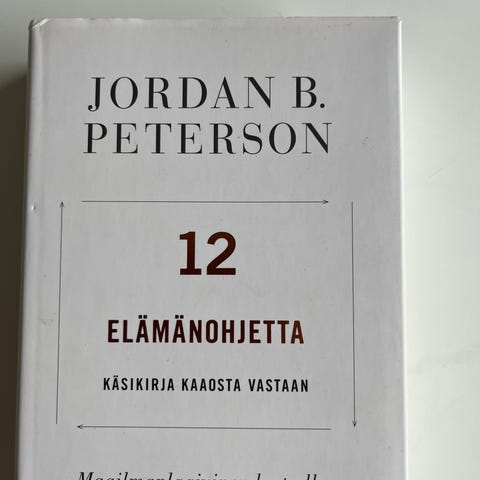 JORDAN B.
PETERSON
12
ELÄMÄNOHJETTA
KÄSIKIRJA KAAOSTA VASTAAN